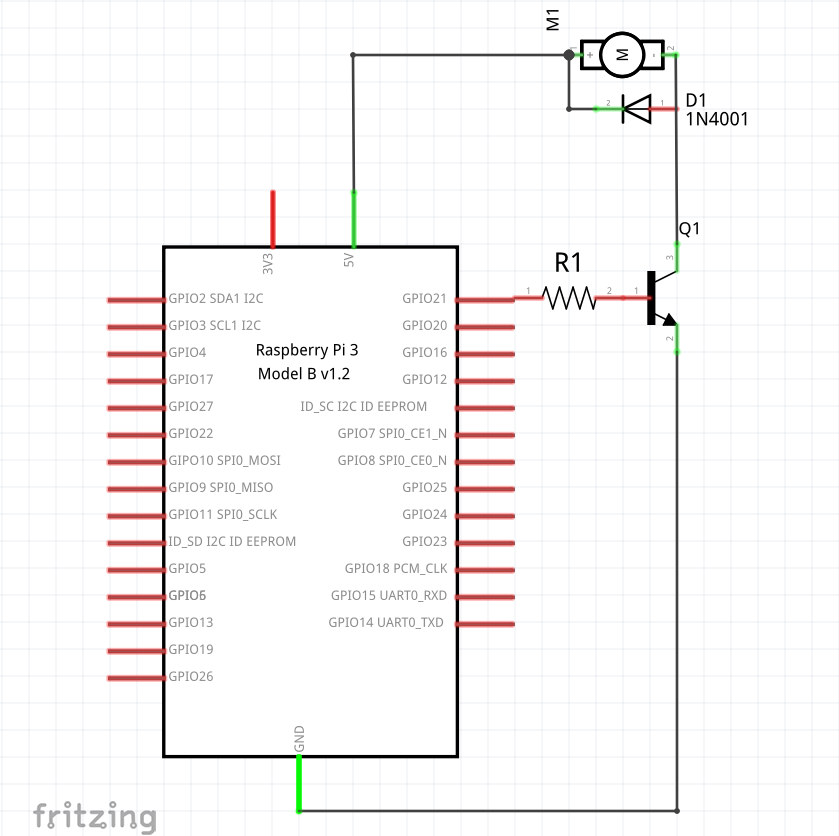 M1
1
+
M
-
2
2
1
D1
1N4001
Q1
3
3V3
5V
R1
1
2
1
2
GPIO2 SDA1 I2C
GPIO3 SCL1 I2C
GPIO4
GPIO17
GPIO27
GPIO22
GIPO10 SPI0_MOSI
GPIO9 SPI0_MISO
GPIO11 SPI0_SCLK
ID_SD I2C ID EEPROM
GPIO5
GPIO6
GPIO13
GPIO19
GPIO26
Raspberry Pi 3
Model B v1.2
GPIO21
GPIO20
GPIO16
GPIO12
ID_SC I2C ID EEPROM
GPIO7 SPI0_CE1_N
GPIO8 SPI0_CE0_N
GPIO25
GPIO24
GPIO23
GPIO18 PCM_CLK
GPIO15 UART0_RXD
GPIO14 UART0_TXD
GND
fritzing